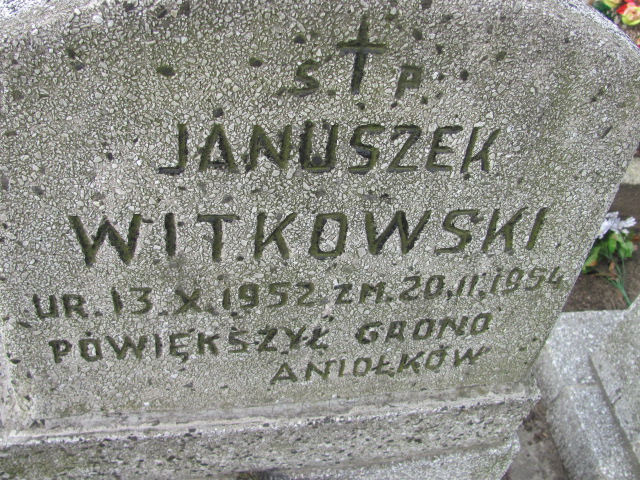 S. P.
JANUSZEK
WITKOWSKI
UR. 13. X. 1952 ZM. 20. II. 1954
POWIĘKSZYŁ GRONO
ANIOŁKÓW